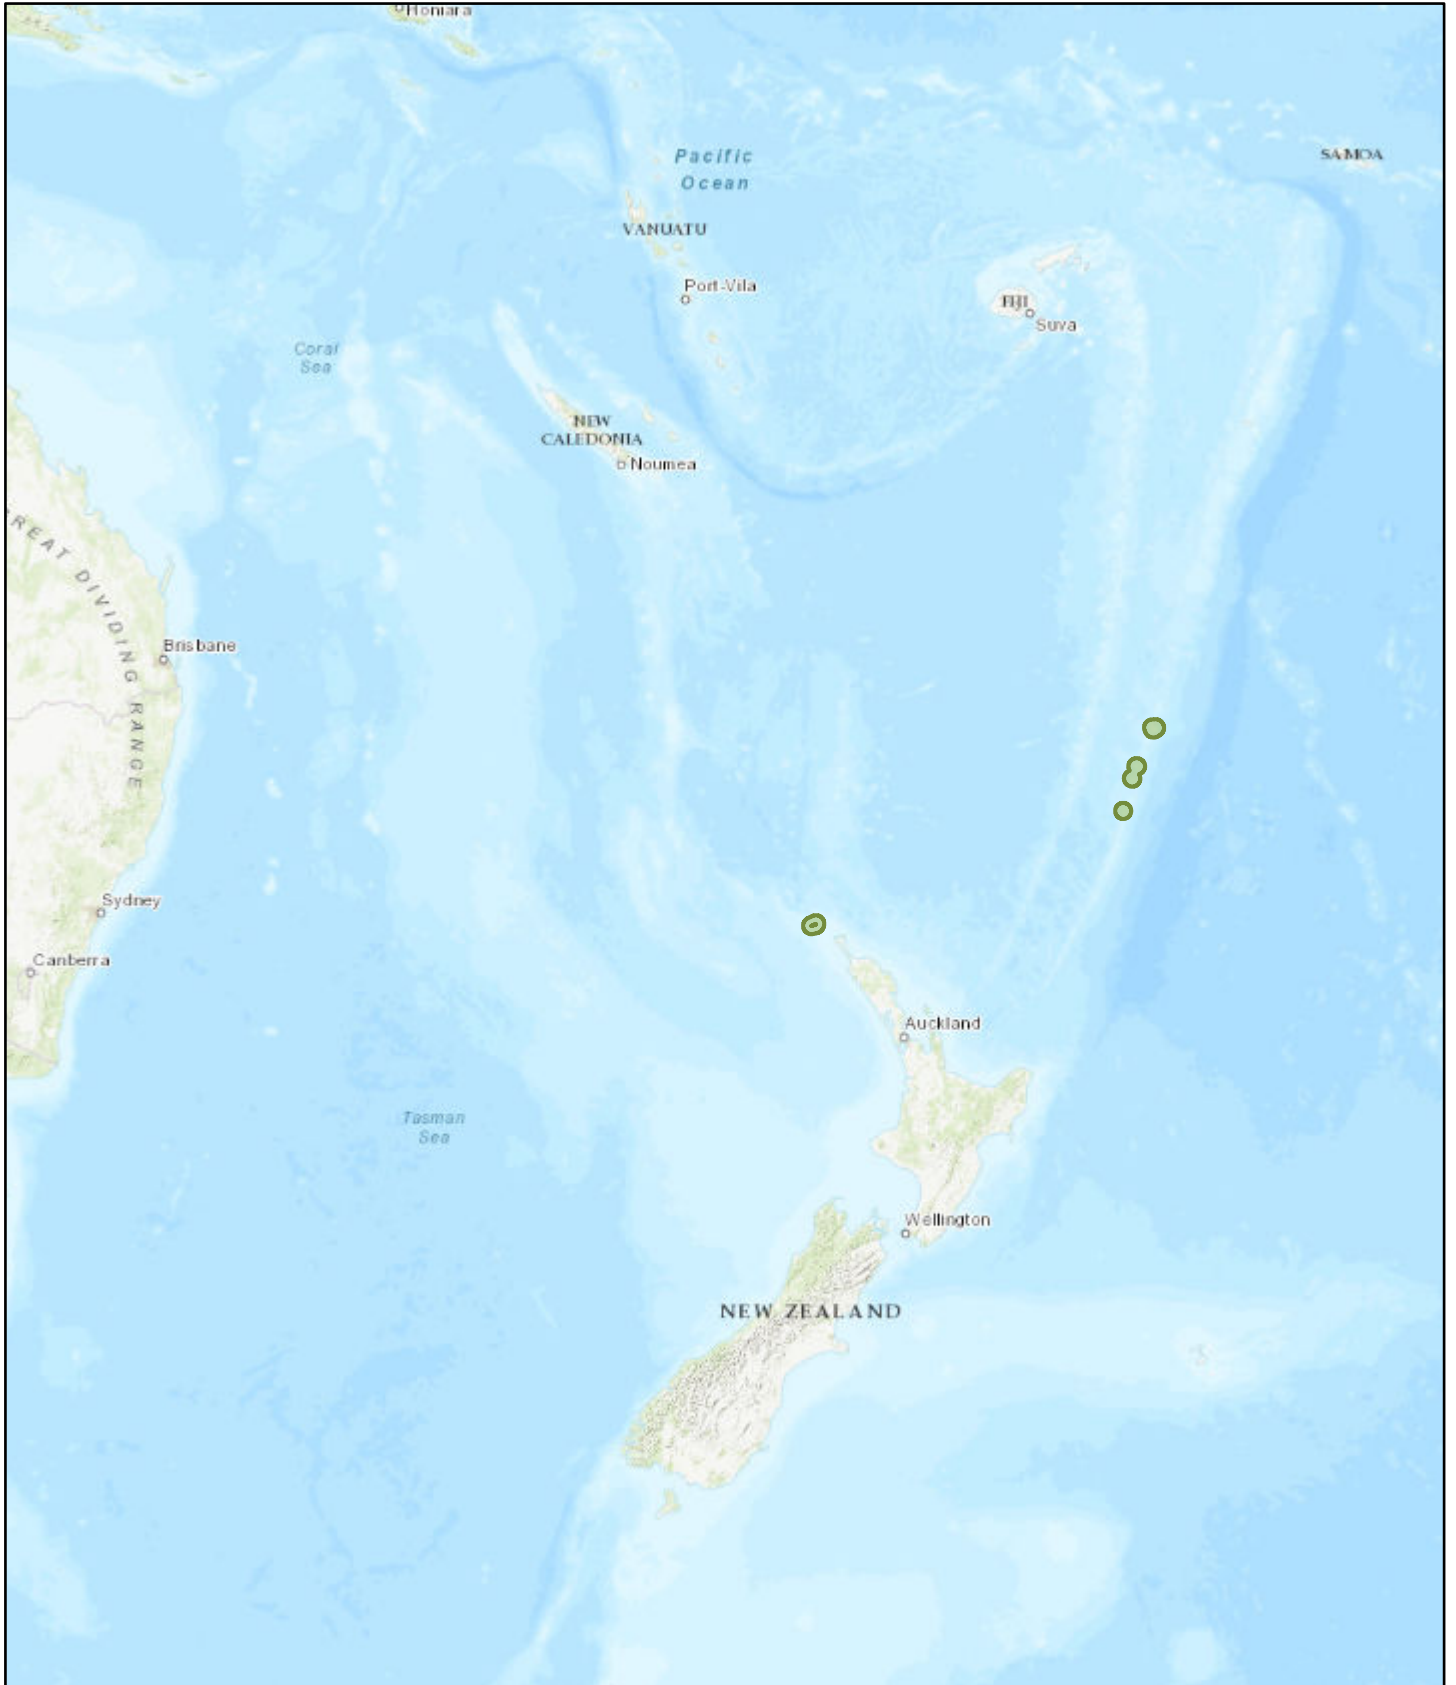 Honiara
Pacific
Ocean
SAMOA
VANUATU
Port-Vila
FIJI
Suva
Coral
Sea
NEW
CALEDONIA
Noumea
GREAT DIVIDING RANGE
Brisbane
Sydney
Canberra
Auckland
Tasman
Sea
Wellington
NEW ZEALAND